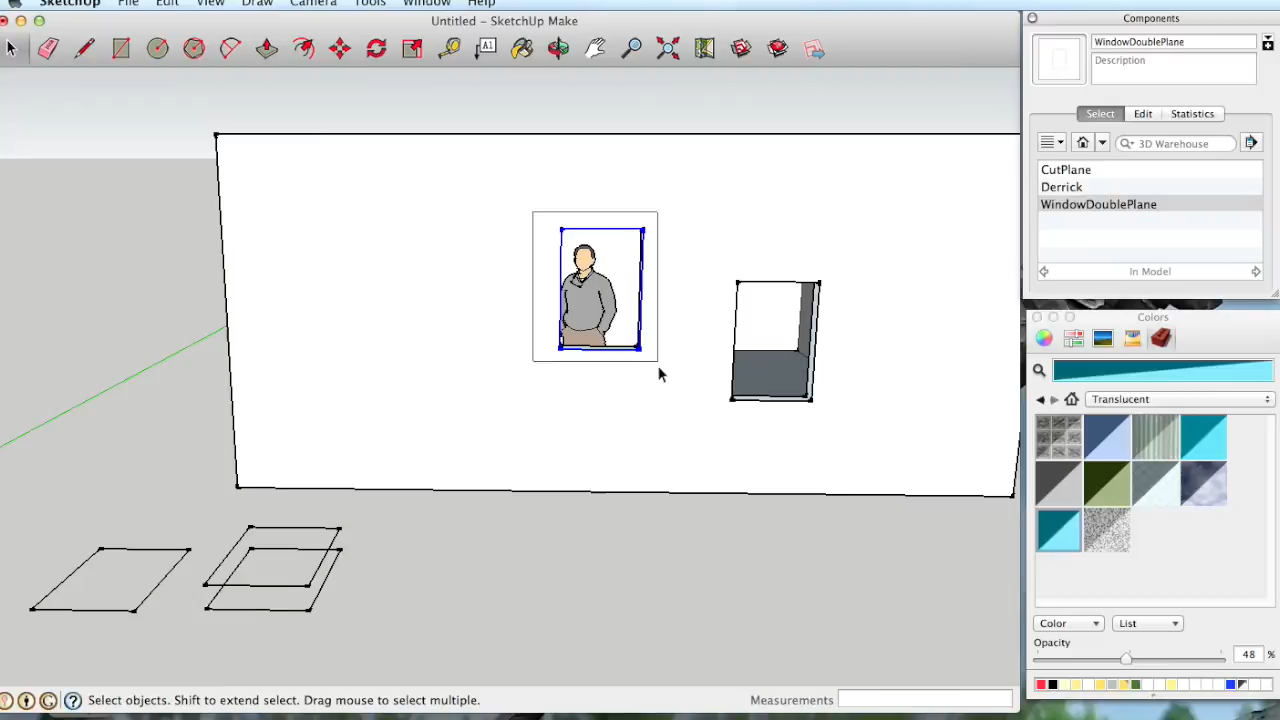 SketchUp File Edit View Draw Camera Tools Window Help
Untitled – SketchUp Make
A1
Components
WindowDoublePlane
Description
Select Edit Statistics
3D Warehouse
CutPlane
Derrick
WindowDoublePlane
In Model
Colors
Translucent
Color List
Opacity
48 %
Select objects. Shift to extend select. Drag mouse to select multiple.
Measurements